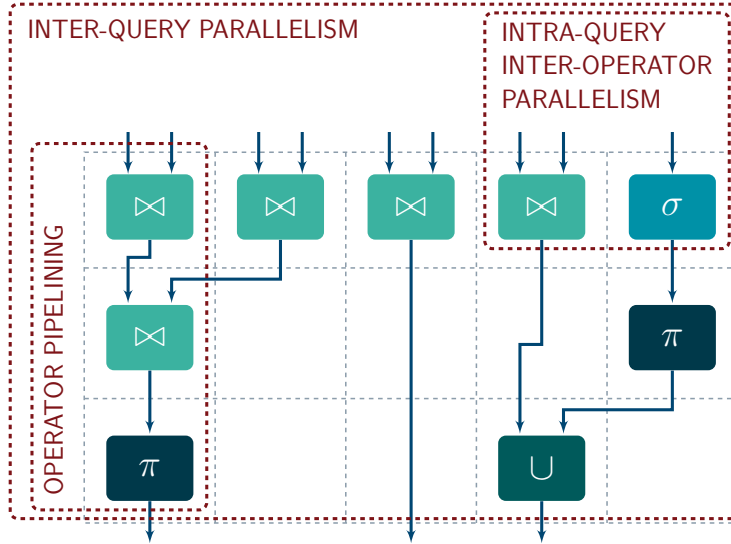 INTER-QUERY PARALLELISM
INTRA-QUERY
INTER-OPERATOR
PARALLELISM
OPERATOR PIPELINING
⋈ ⋈ ⋈ ⋈ σ
⋈ π
π ∪